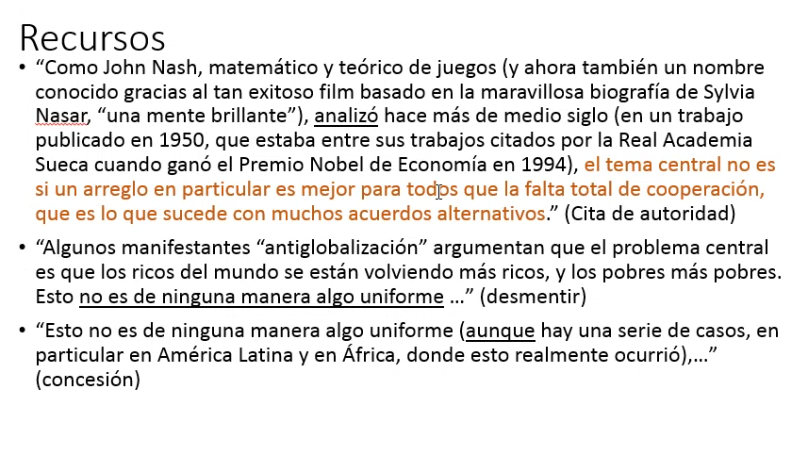 Recursos
• “Como John Nash, matemático y teórico de juegos (y ahora también un nombre
conocido gracias al tan exitoso film basado en la maravillosa biografía de Sylvia
Nasar, “una mente brillante”), analizó hace más de medio siglo (en un trabajo
publicado en 1950, que estaba entre sus trabajos citados por la Real Academia
Sueca cuando ganó el Premio Nobel de Economía en 1994), el tema central no es
si un arreglo en particular es mejor para todos que la falta total de cooperación,
que es lo que sucede con muchos acuerdos alternativos.” (Cita de autoridad)
• “Algunos manifestantes “antiglobalización” argumentan que el problema central
es que los ricos del mundo se están volviendo más ricos, y los pobres más pobres.
Esto no es de ninguna manera algo uniforme …” (desmentir)
• “Esto no es de ninguna manera algo uniforme (aunque hay una serie de casos, en
particular en América Latina y en África, donde esto realmente ocurrió),…”
(concesión)